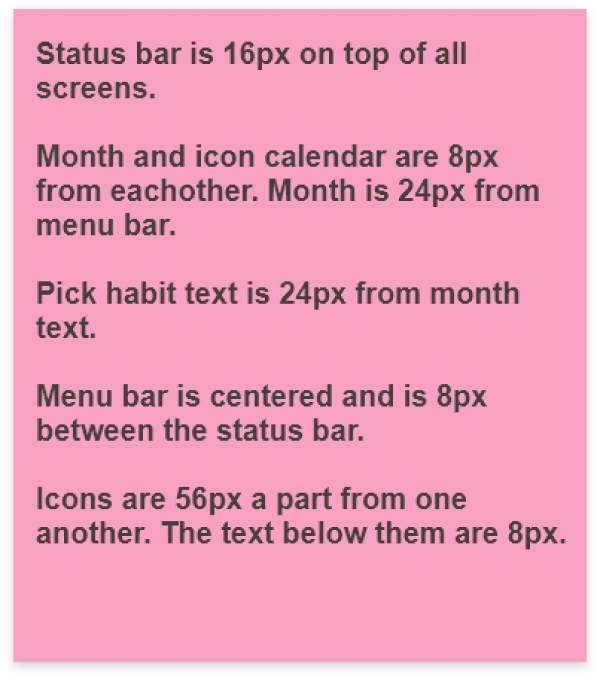 Status bar is 16px on top of all
screens.
Month and icon calendar are 8px
from eachother. Month is 24px from
menu bar.
Pick habit text is 24px from month
text.
Menu bar is centered and is 8px
between the status bar.
Icons are 56px a part from one
another. The text below them are 8px.